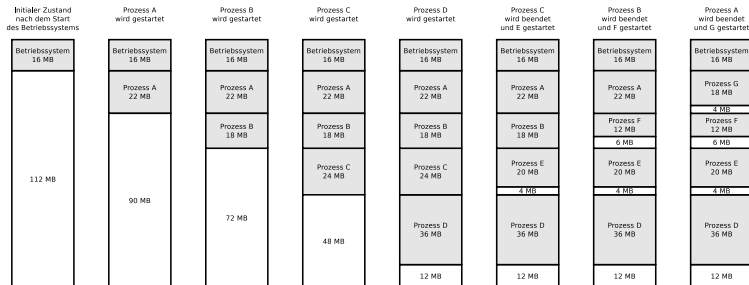 Initialer Zustand
nach dem Start
des Betriebssystems
Betriebssystem
16 MB
112 MB
Prozess A
wird gestartet
Betriebssystem
16 MB
Prozess A
22 MB
90 MB
Prozess B
wird gestartet
Betriebssystem
16 MB
Prozess A
22 MB
Prozess B
18 MB
72 MB
Prozess C
wird gestartet
Betriebssystem
16 MB
Prozess A
22 MB
Prozess B
18 MB
Prozess C
24 MB
48 MB
Prozess D
wird gestartet
Betriebssystem
16 MB
Prozess A
22 MB
Prozess B
18 MB
Prozess C
24 MB
Prozess D
36 MB
12 MB
Prozess C
wird beendet
und E gestartet
Betriebssystem
16 MB
Prozess A
22 MB
Prozess B
18 MB
Prozess E
20 MB
4 MB
Prozess D
36 MB
12 MB
Prozess B
wird beendet
und F gestartet
Betriebssystem
16 MB
Prozess A
22 MB
Prozess F
12 MB
6 MB
Prozess E
20 MB
4 MB
Prozess D
36 MB
12 MB
Prozess A
wird beendet
und G gestartet
Betriebssystem
16 MB
Prozess G
18 MB
4 MB
Prozess F
12 MB
6 MB
Prozess E
20 MB
4 MB
Prozess D
36 MB
12 MB